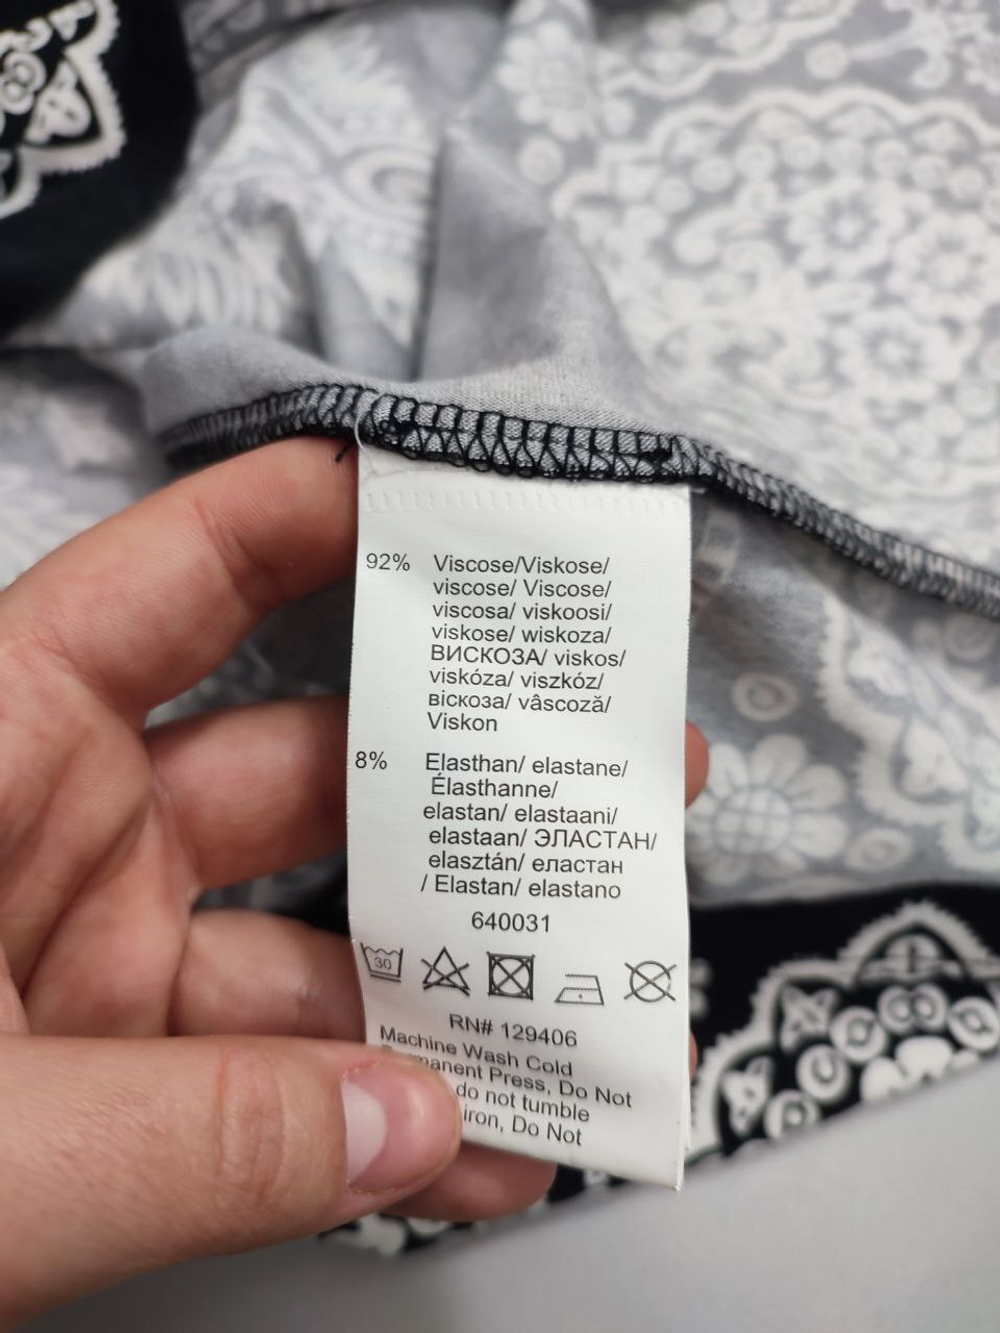 92% Viscose/Viskose/
viscose/ Viscose/
viscosa/ viskoosi/
viskose/ wiskoza/
ВИСКОЗА/ viskos/
viskóza/ viszkóz/
віскоза/ vâscoză/
Viskon
8% Elasthan/ elastane/
Élasthanne/
elastan/ elastaani/
elastaan/ ЭЛАСТАН/
elasztán/ еластан
/ Elastan/ elastano
640031
30
RN# 129406
Machine Wash Cold
Press, Do Not
do not tumble
iron, Do Not